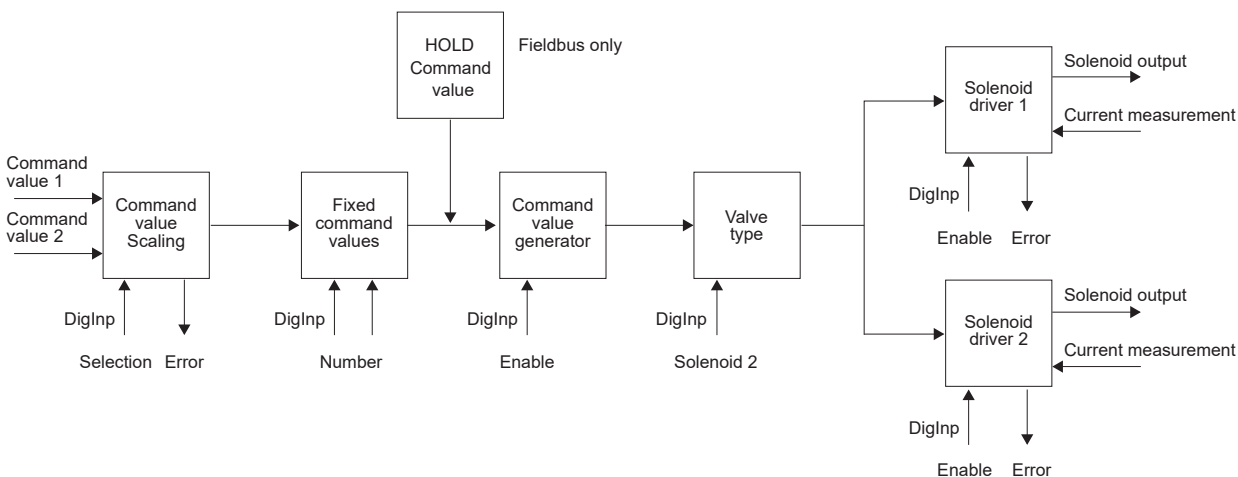 HOLD
Command
value
Fieldbus only
Command
value 1
Command
value 2
Command
value
Scaling
DigInp
Selection
Error
Fixed
command
values
DigInp
Number
Command
value
generator
DigInp
Enable
Valve
type
DigInp
Solenoid 2
Solenoid
driver 1
Solenoid output
Current measurement
DigInp
Enable
Error
Solenoid
driver 2
Solenoid output
Current measurement
DigInp
Enable
Error